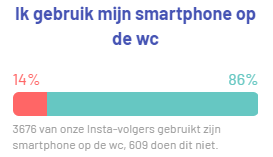 Ik gebruik mijn smartphone op
de wc
14% 86%
3676 van onze Insta-volgers gebruikt zijn
smartphone op de wc, 609 doen dit niet.